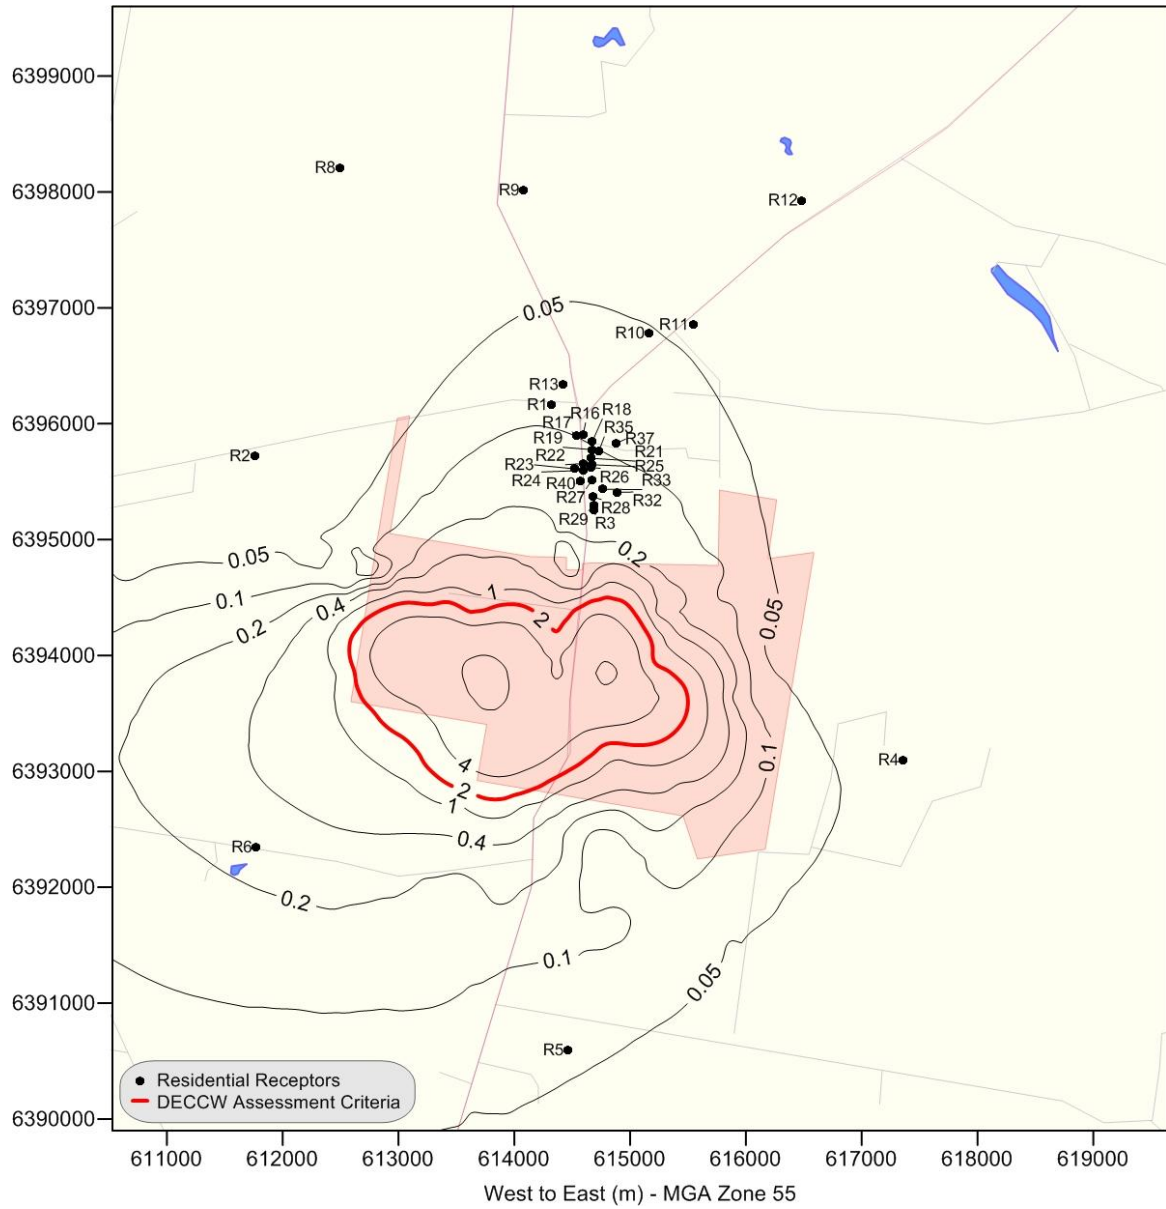 6399000
R8
R9
6398000
R12
6397000
0.05
R11
R10
R13
R1
6396000
R16 R18
R17
R35
R19 R37
R2
R22 R21
R23 R25
R24 R26 R33
R40
R27 R32
R28
R29 R3
6395000
0.2
0.05
0.1
1
0.4
0.05
0.2
2
6394000
0.1
R4
4
6393000
2
1
0.4
R6
6392000
0.2
0.1
0.05
6391000
R5
Residential Receptors
DECCW Assessment Criteria
6390000
611000 612000 613000 614000 615000 616000 617000 618000 619000
West to East (m) - MGA Zone 55